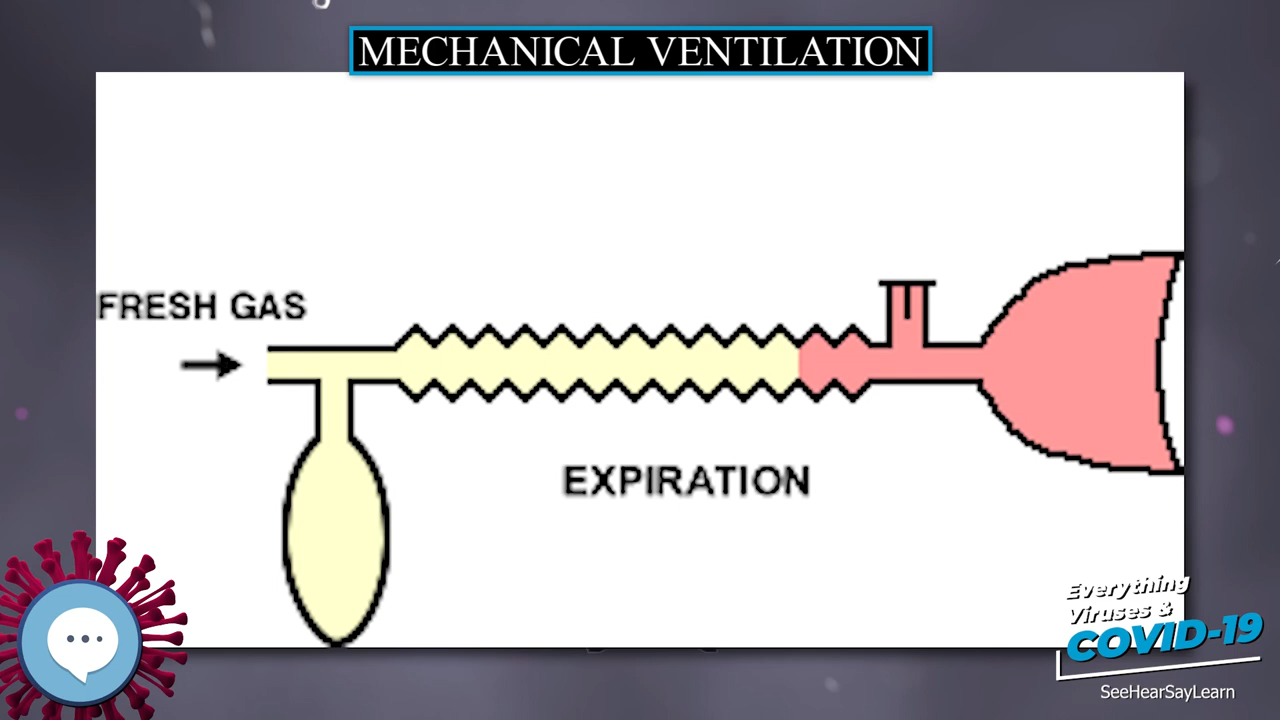 MECHANICAL VENTILATION
FRESH GAS
EXPIRATION
Everything
Viruses &
COVID-19
SeeHearSayLearn